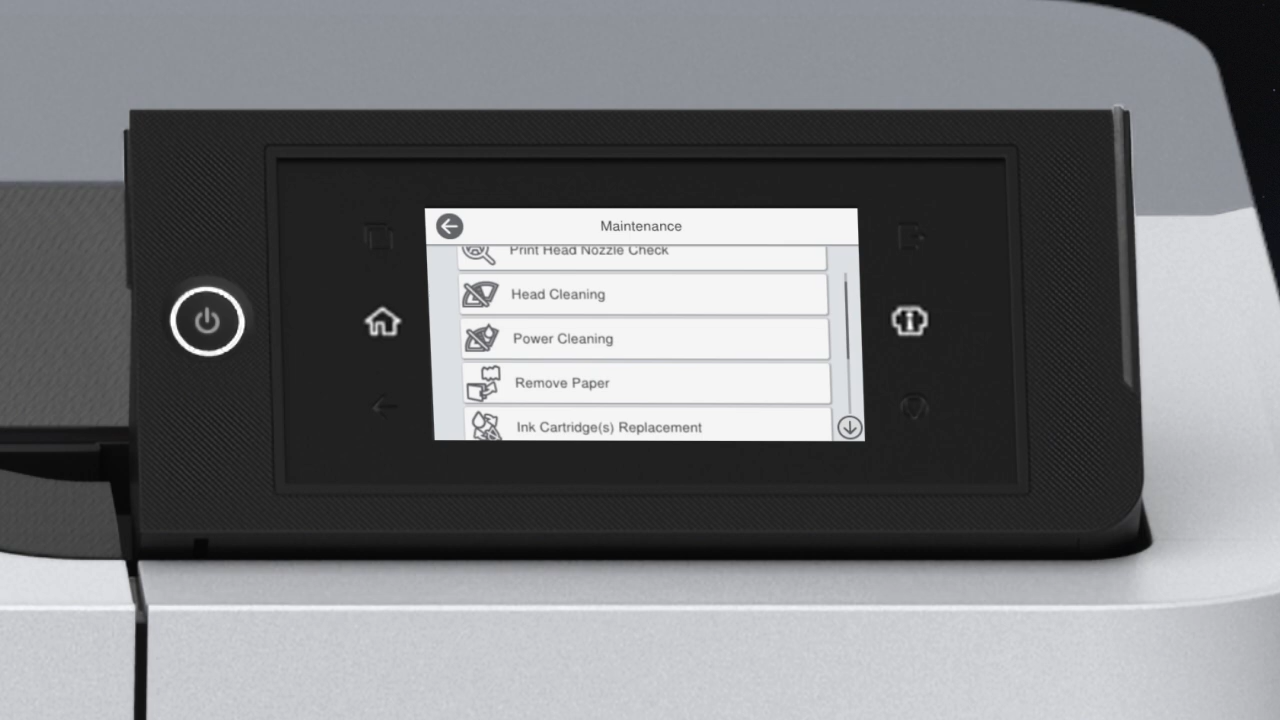 Maintenance
Print Head Nozzle Check
Head Cleaning
Power Cleaning
Remove Paper
Ink Cartridge(s) Replacement